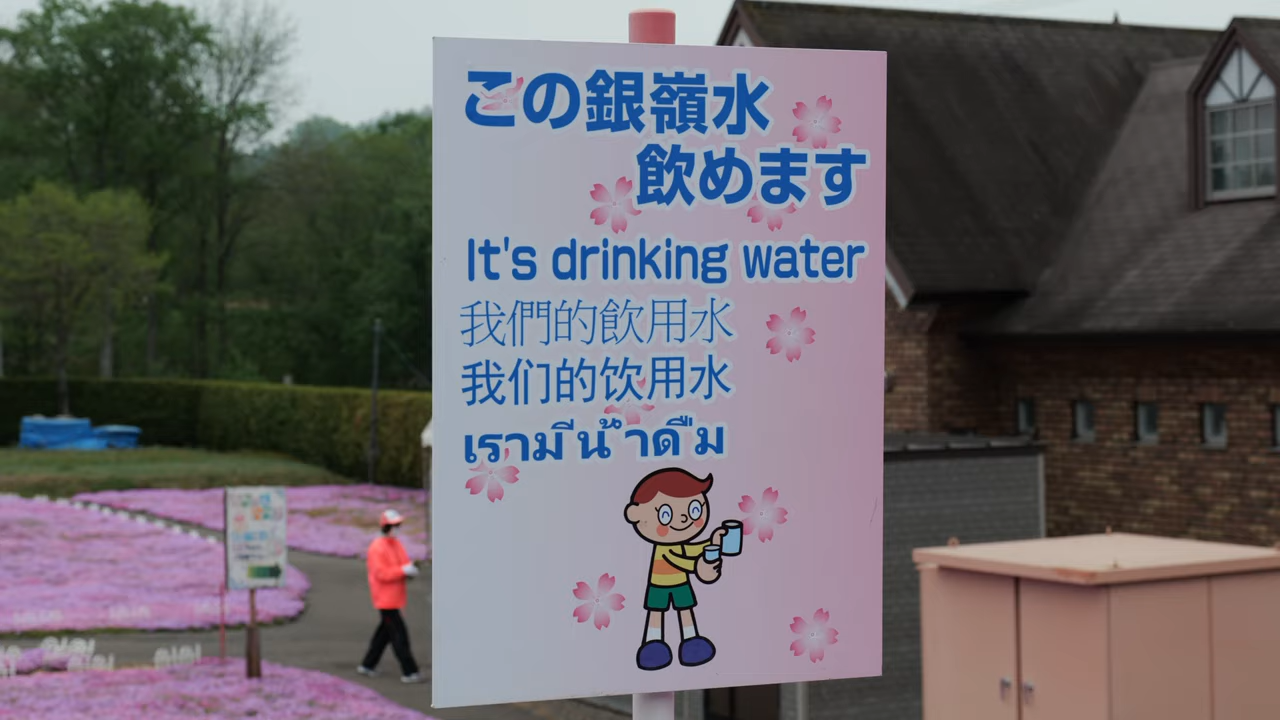 この銀嶺水
飲めます
It's drinking water
我們的飲用水
我们的饮用水
เรามีน้ำดื่ม